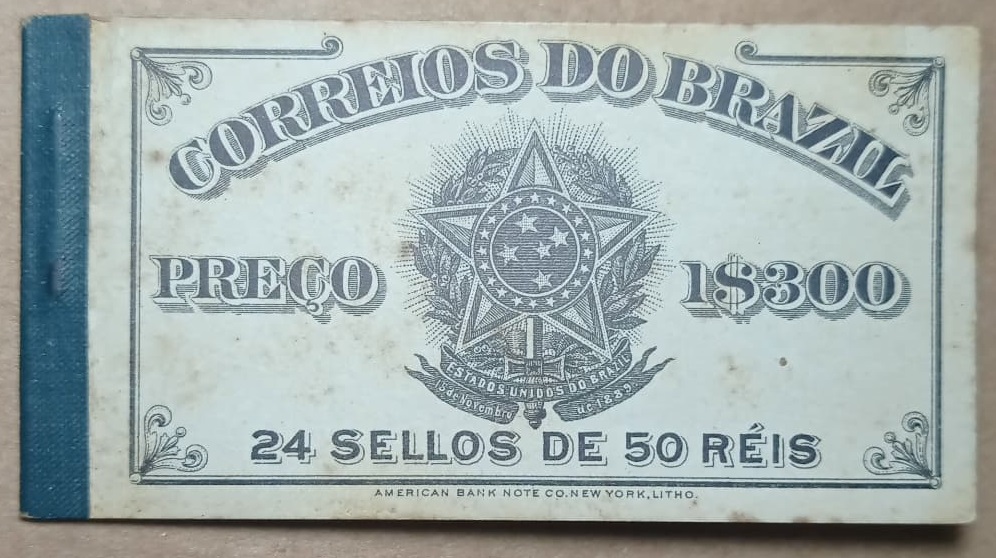 CORREIOS DO BRAZIL
PREÇO 1$300
ESTADOS UNIDOS DO BRAZIL
15 de Novembro de 1889
24 SELLOS DE 50 RÉIS
AMERICAN BANK NOTE CO. NEW YORK, LITHO.